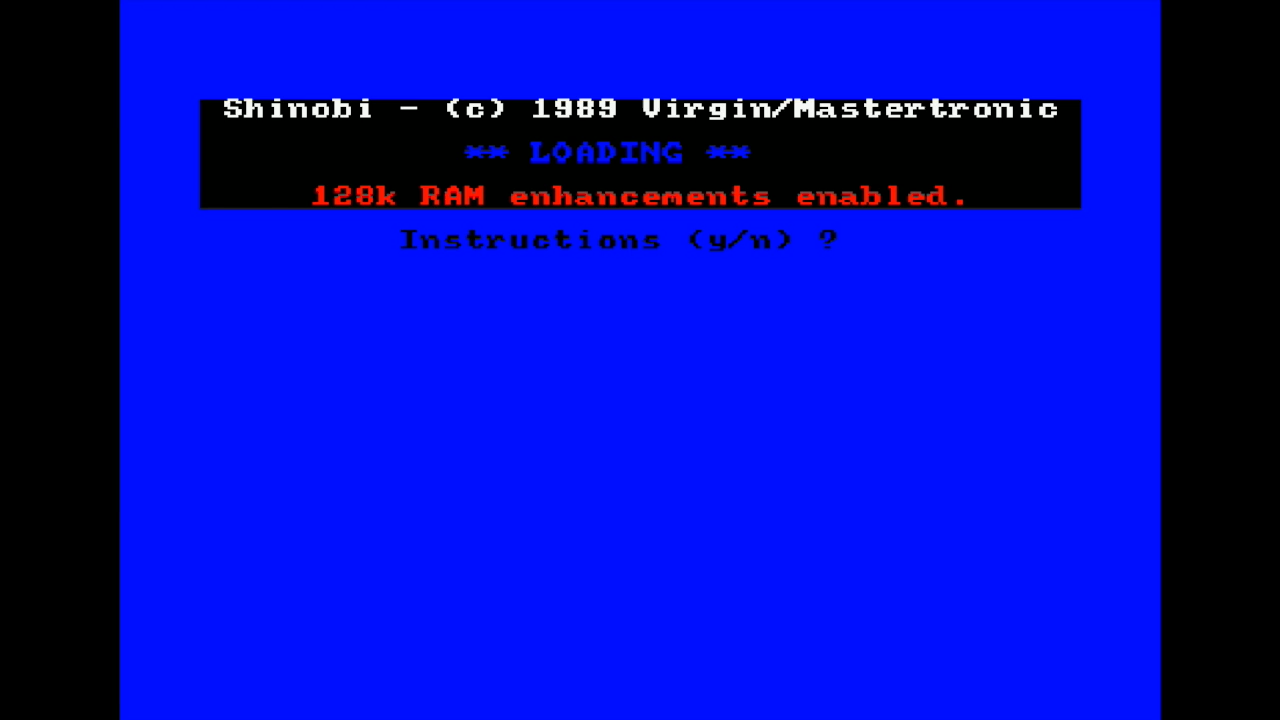 Shinobi - (c) 1989 Virgin/Mastertronic
** LOADING **
128k RAM enhancements enabled.
Instructions (y/n) ?